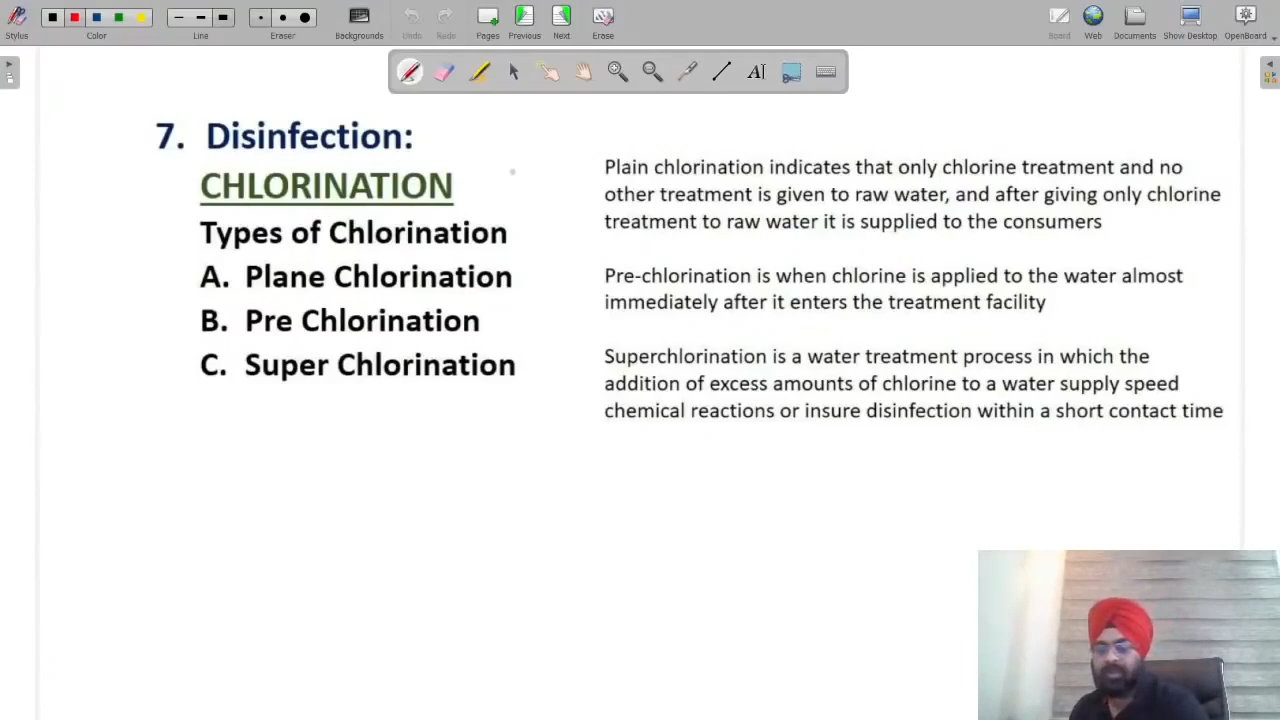 Stylus
Color
Line
Eraser
Backgrounds
Undo
Redo
Pages
Previous
Next
Erase
Board
Web
Documents
Show Desktop
OpenBoard
7. Disinfection:
CHLORINATION
Types of Chlorination
A. Plane Chlorination
B. Pre Chlorination
C. Super Chlorination
Plain chlorination indicates that only chlorine treatment and no
other treatment is given to raw water, and after giving only chlorine
treatment to raw water it is supplied to the consumers
Pre-chlorination is when chlorine is applied to the water almost
immediately after it enters the treatment facility
Superchlorination is a water treatment process in which the
addition of excess amounts of chlorine to a water supply speed
chemical reactions or insure disinfection within a short contact time